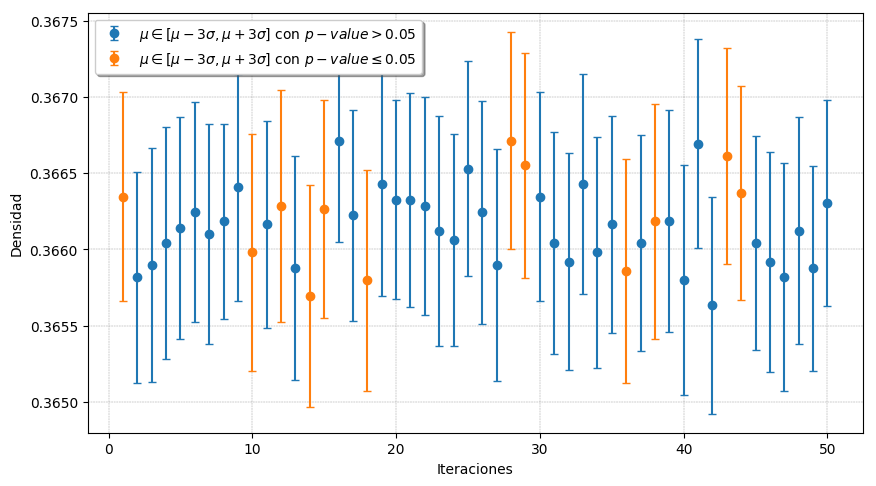 0.3675
0.3670
0.3665
0.3660
0.3655
0.3650
Densidad
μ ∈ [μ − 3σ, μ + 3σ] con p − value > 0.05
μ ∈ [μ − 3σ, μ + 3σ] con p − value ≤ 0.05
0 10 20 30 40 50
Iteraciones